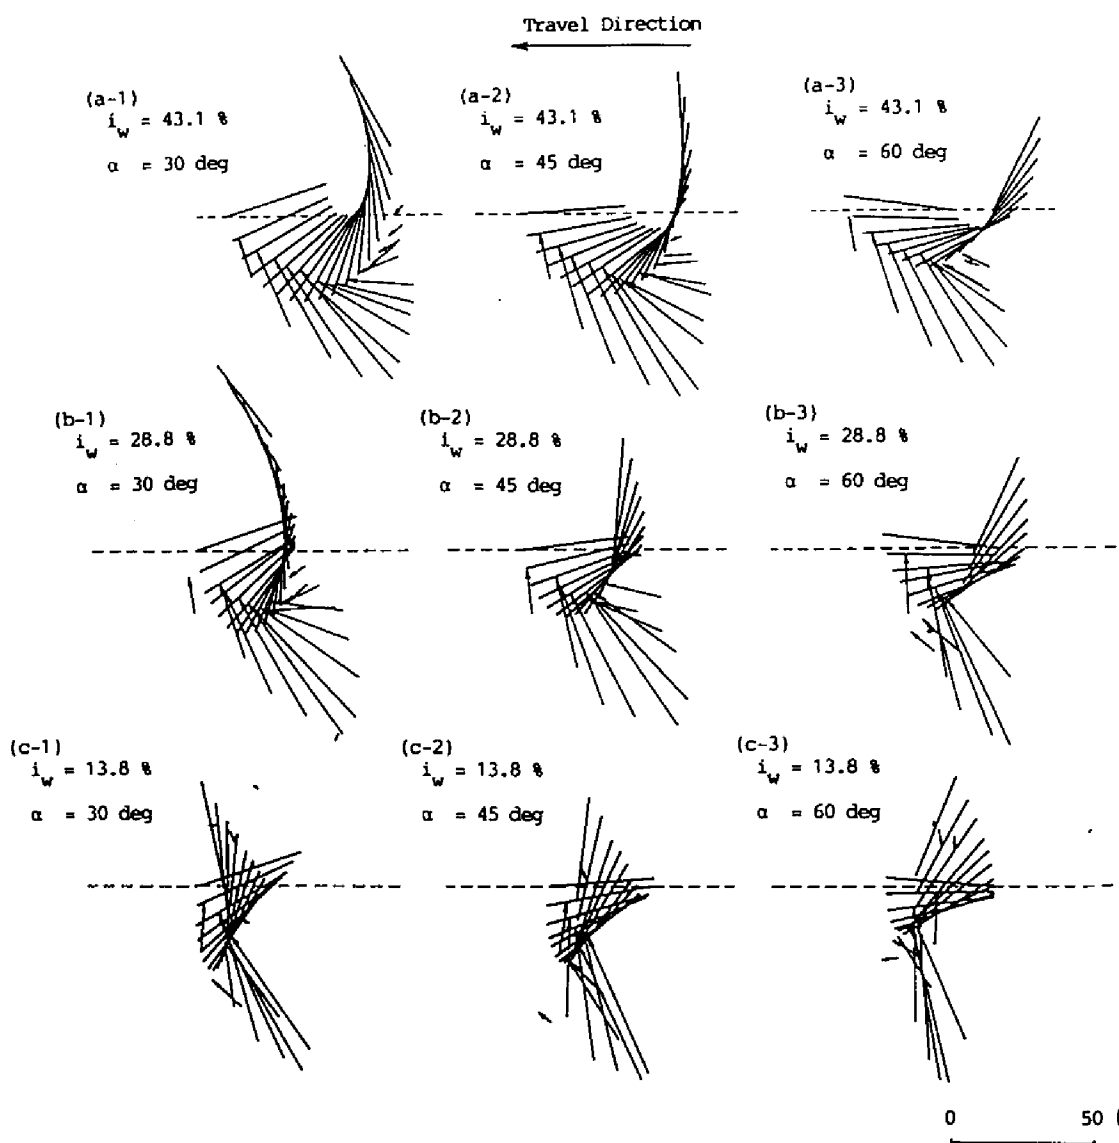 Travel Direction
(a-1)
i_w = 43.1 %
α = 30 deg
(a-2)
i_w = 43.1 %
α = 45 deg
(a-3)
i_w = 43.1 %
α = 60 deg
(b-1)
i_w = 28.8 %
α = 30 deg
(b-2)
i_w = 28.8 %
α = 45 deg
(b-3)
i_w = 28.8 %
α = 60 deg
(c-1)
i_w = 13.8 %
α = 30 deg
(c-2)
i_w = 13.8 %
α = 45 deg
(c-3)
i_w = 13.8 %
α = 60 deg
0 50 (